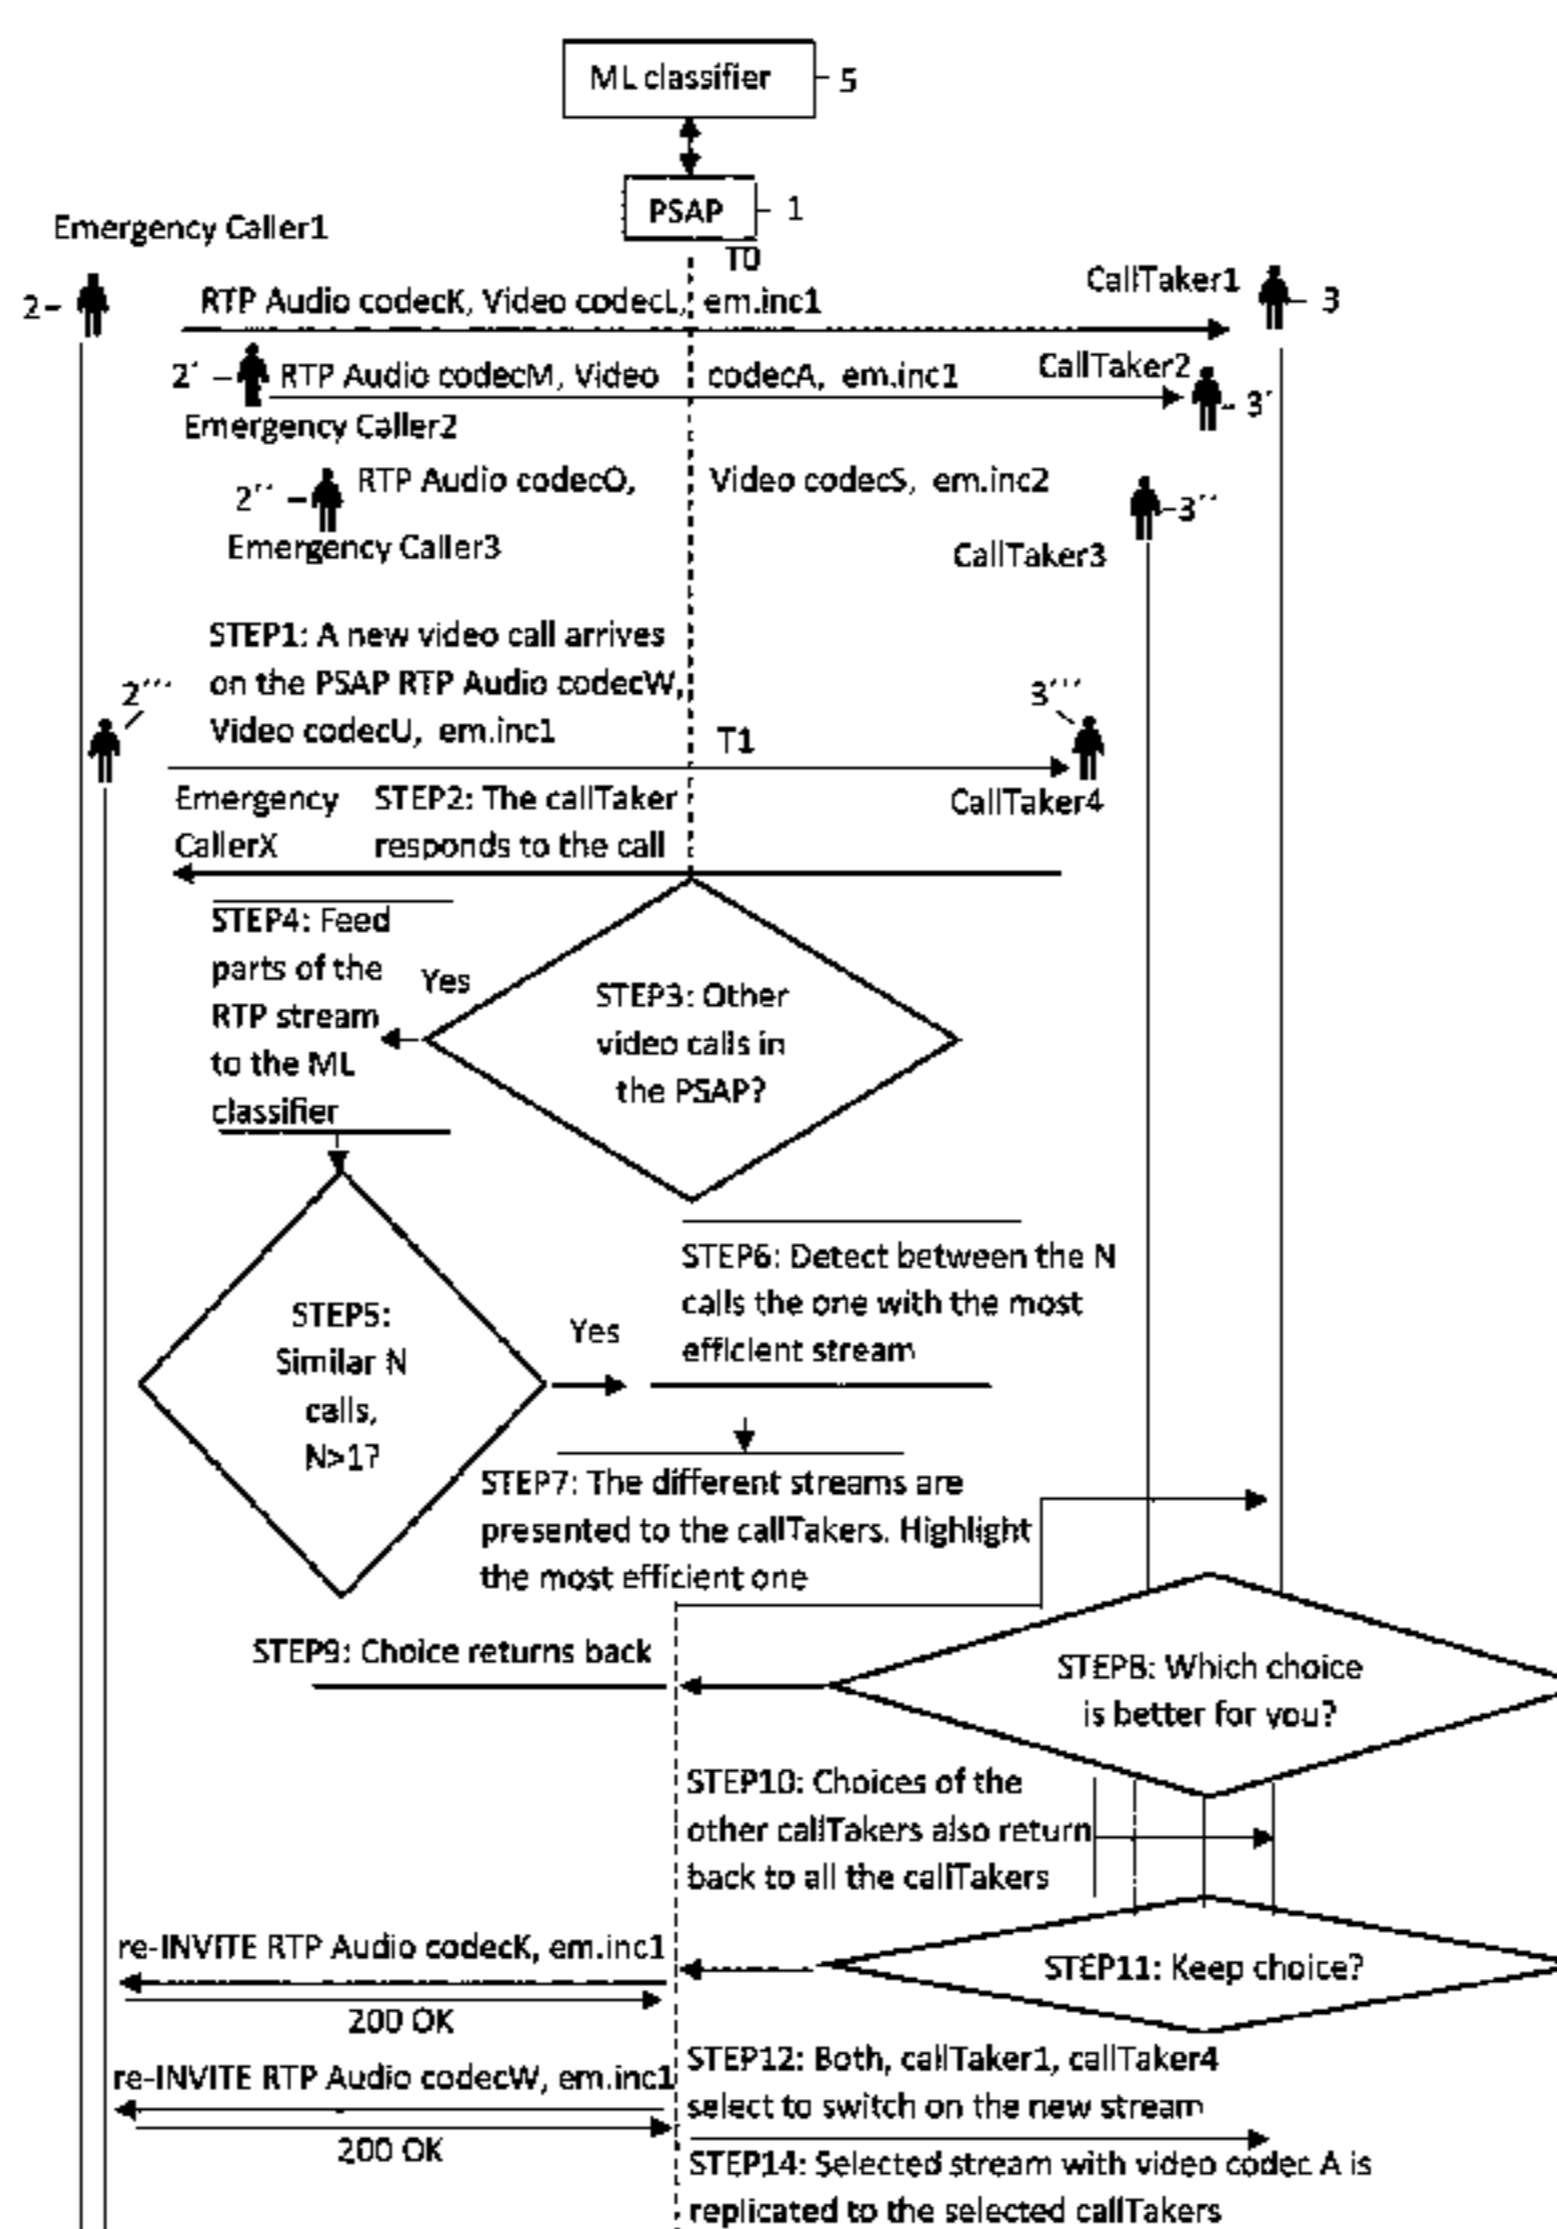 ML classifier
5
PSAP
1
T0
Emergency Caller1
CallTaker1
2
RTP Audio codecK, Video codecL, em.inc1
3
CallTaker2
2´
RTP Audio codecM, Video codecA, em.inc1
3´
Emergency Caller2
RTP Audio codecO, Video codecS, em.inc2
2´´
3´´
Emergency Caller3
CallTaker3
STEP1: A new video call arrives
on the PSAP RTP Audio codecW,
Video codecU, em.inc1
2´´´
3´´´
T1
Emergency
CallerX
STEP2: The callTaker
responds to the call
CallTaker4
STEP4: Feed
parts of the
RTP stream
to the ML
classifier
Yes
STEP3: Other
video calls in
the PSAP?
STEP5:
Similar N
calls,
N>1?
Yes
STEP6: Detect between the N
calls the one with the most
efficient stream
STEP7: The different streams are
presented to the callTakers. Highlight
the most efficient one
STEP9: Choice returns back
STEP8: Which choice
is better for you?
STEP10: Choices of the
other callTakers also return
back to all the callTakers
re-INVITE RTP Audio codecK, em.inc1
200 OK
STEP11: Keep choice?
re-INVITE RTP Audio codecW, em.inc1
200 OK
STEP12: Both, callTaker1, callTaker4
select to switch on the new stream
STEP14: Selected stream with video codec A is
replicated to the selected callTakers